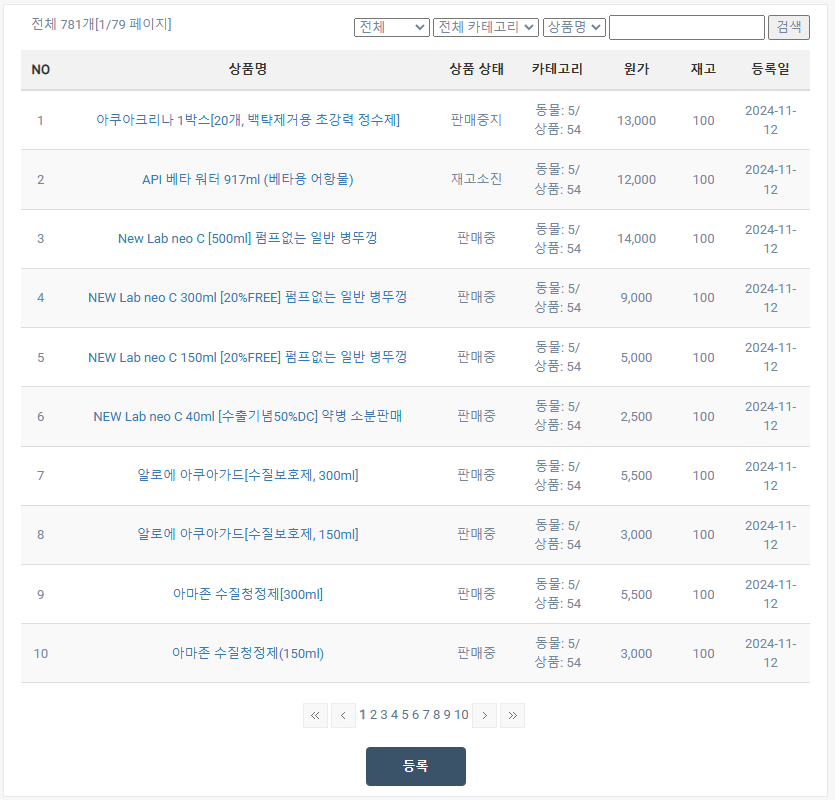 전체 781개[1/79 페이지] 전체 전체 카테고리 상품명 검색
NO 상품명 상품 상태 카테고리 원가 재고 등록일
1 아쿠아크리나 1박스[20개, 백탁제거용 초강력 정수제] 판매중지 동물: 5/ 13,000 100 2024-11-
상품: 54 12
2 API 베타 워터 917ml (베타용 어항물) 재고소진 동물: 5/ 12,000 100 2024-11-
상품: 54 12
3 New Lab neo C [500ml] 펌프없는 일반 병뚜껑 판매중 동물: 5/ 14,000 100 2024-11-
상품: 54 12
4 NEW Lab neo C 300ml [20%FREE] 펌프없는 일반 병뚜껑 판매중 동물: 5/ 9,000 100 2024-11-
상품: 54 12
5 NEW Lab neo C 150ml [20%FREE] 펌프없는 일반 병뚜껑 판매중 동물: 5/ 5,000 100 2024-11-
상품: 54 12
6 NEW Lab neo C 40ml [수출기념50%DC] 약병 소분판매 판매중 동물: 5/ 2,500 100 2024-11-
상품: 54 12
7 알로에 아쿠아가드[수질보호제, 300ml] 판매중 동물: 5/ 5,500 100 2024-11-
상품: 54 12
8 알로에 아쿠아가드[수질보호제, 150ml] 판매중 동물: 5/ 3,000 100 2024-11-
상품: 54 12
9 아마존 수질청정제[300ml] 판매중 동물: 5/ 5,500 100 2024-11-
상품: 54 12
10 아마존 수질청정제(150ml) 판매중 동물: 5/ 3,000 100 2024-11-
상품: 54 12
« ‹ 1 2 3 4 5 6 7 8 9 10 › »
등록